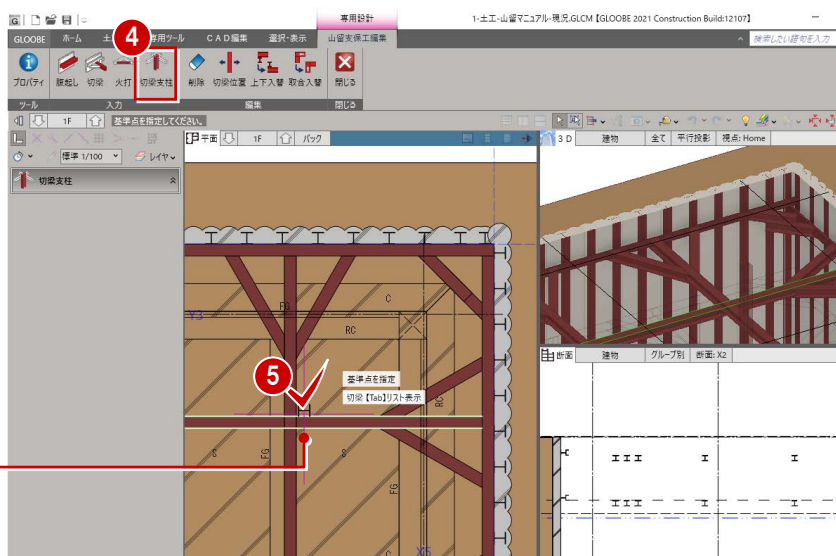 専用設計
1-土工-山留マニュアル-現況.GLCM【GLOOBE 2021 Construction Build:12107】
GLOOBE ホーム 土 4 専用ツール CAD編集 選択・表示 山留支保工編集 検索したい語句を入力
プロパティ 腹起し 切梁 火打 切梁支柱 削除 切梁位置 上下入替 取合入替 閉じる
ツール 入力 編集 閉じる
1F 基準点を指定してください。
平面 1F パック
3D 建物 全て 平行投影 視点: Home
標準 1/100 レイヤ
切梁支柱
FG
C
Y3
RC
5
基準点を指定
切梁【Tab】リスト表示
RC
S
FG
S
FG
C
X5
断面 建物 グループ別 断面: X2